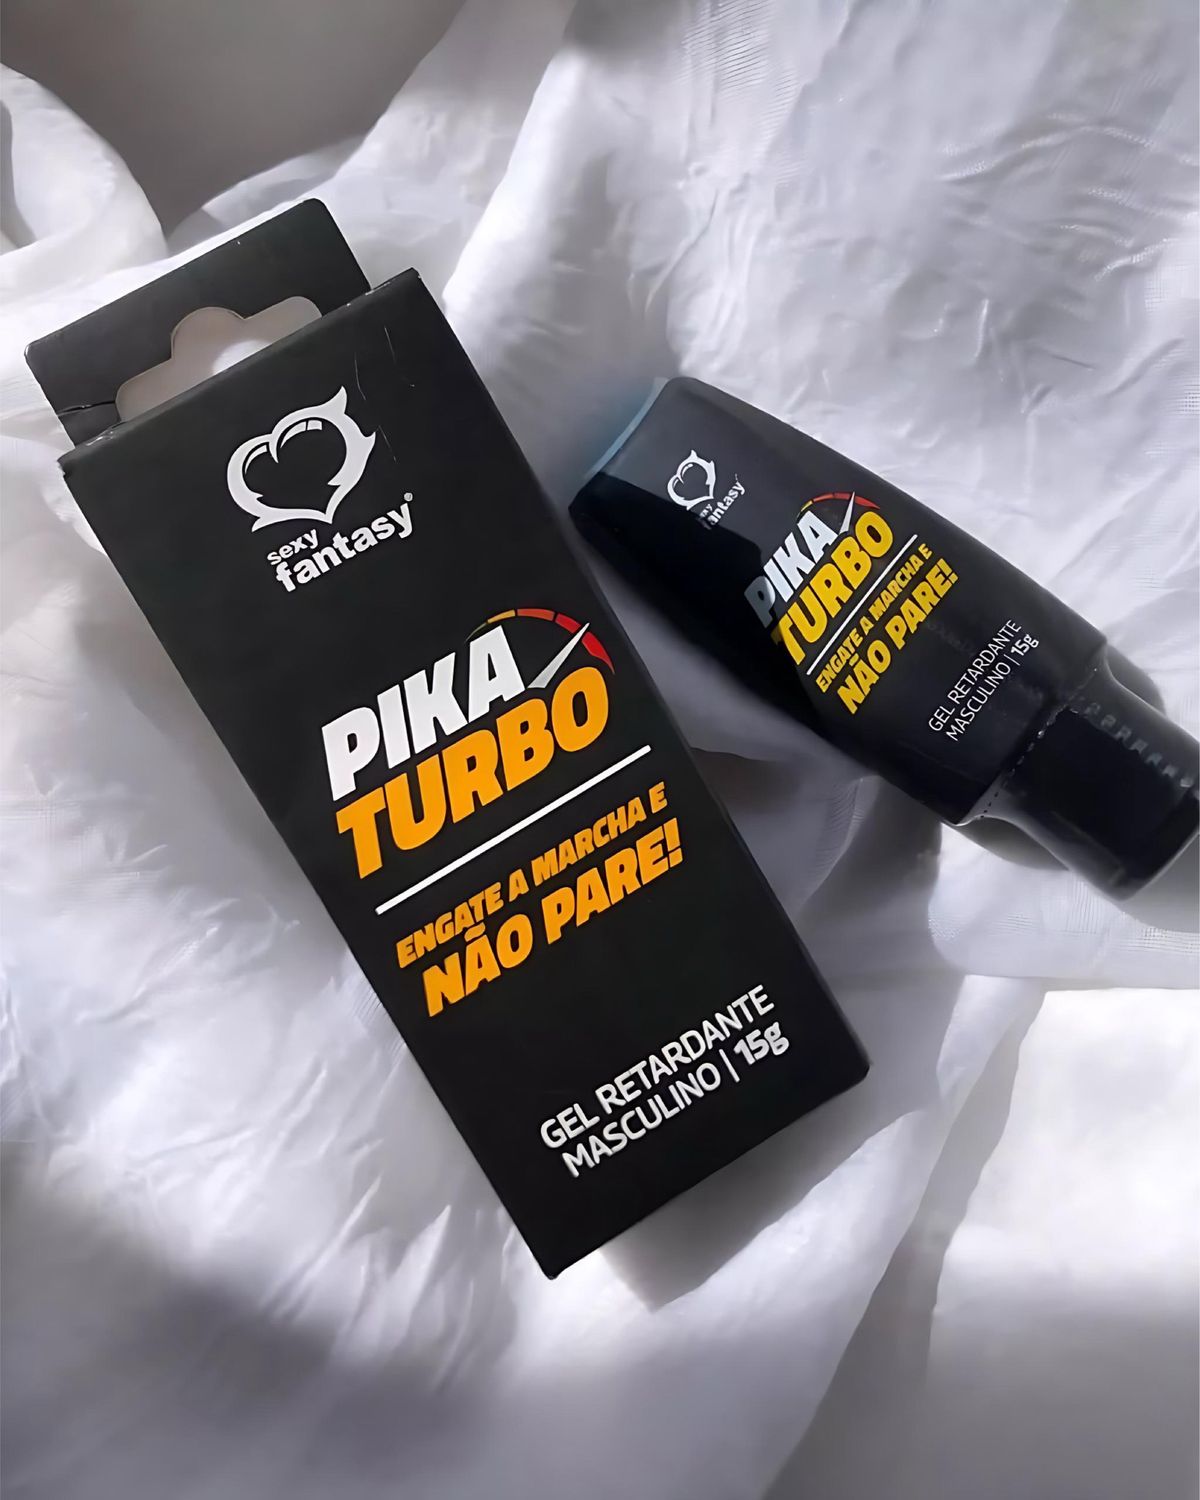 sexy
fantasy®
PIKA
TURBO
ENGATE A MARCHA E
NÃO PARE!
GEL RETARDANTE
MASCULINO | 15g
sexy
fantasy
PIKA
TURBO
ENGATE A MARCHA E
NÃO PARE!
GEL RETARDANTE
MASCULINO | 15g